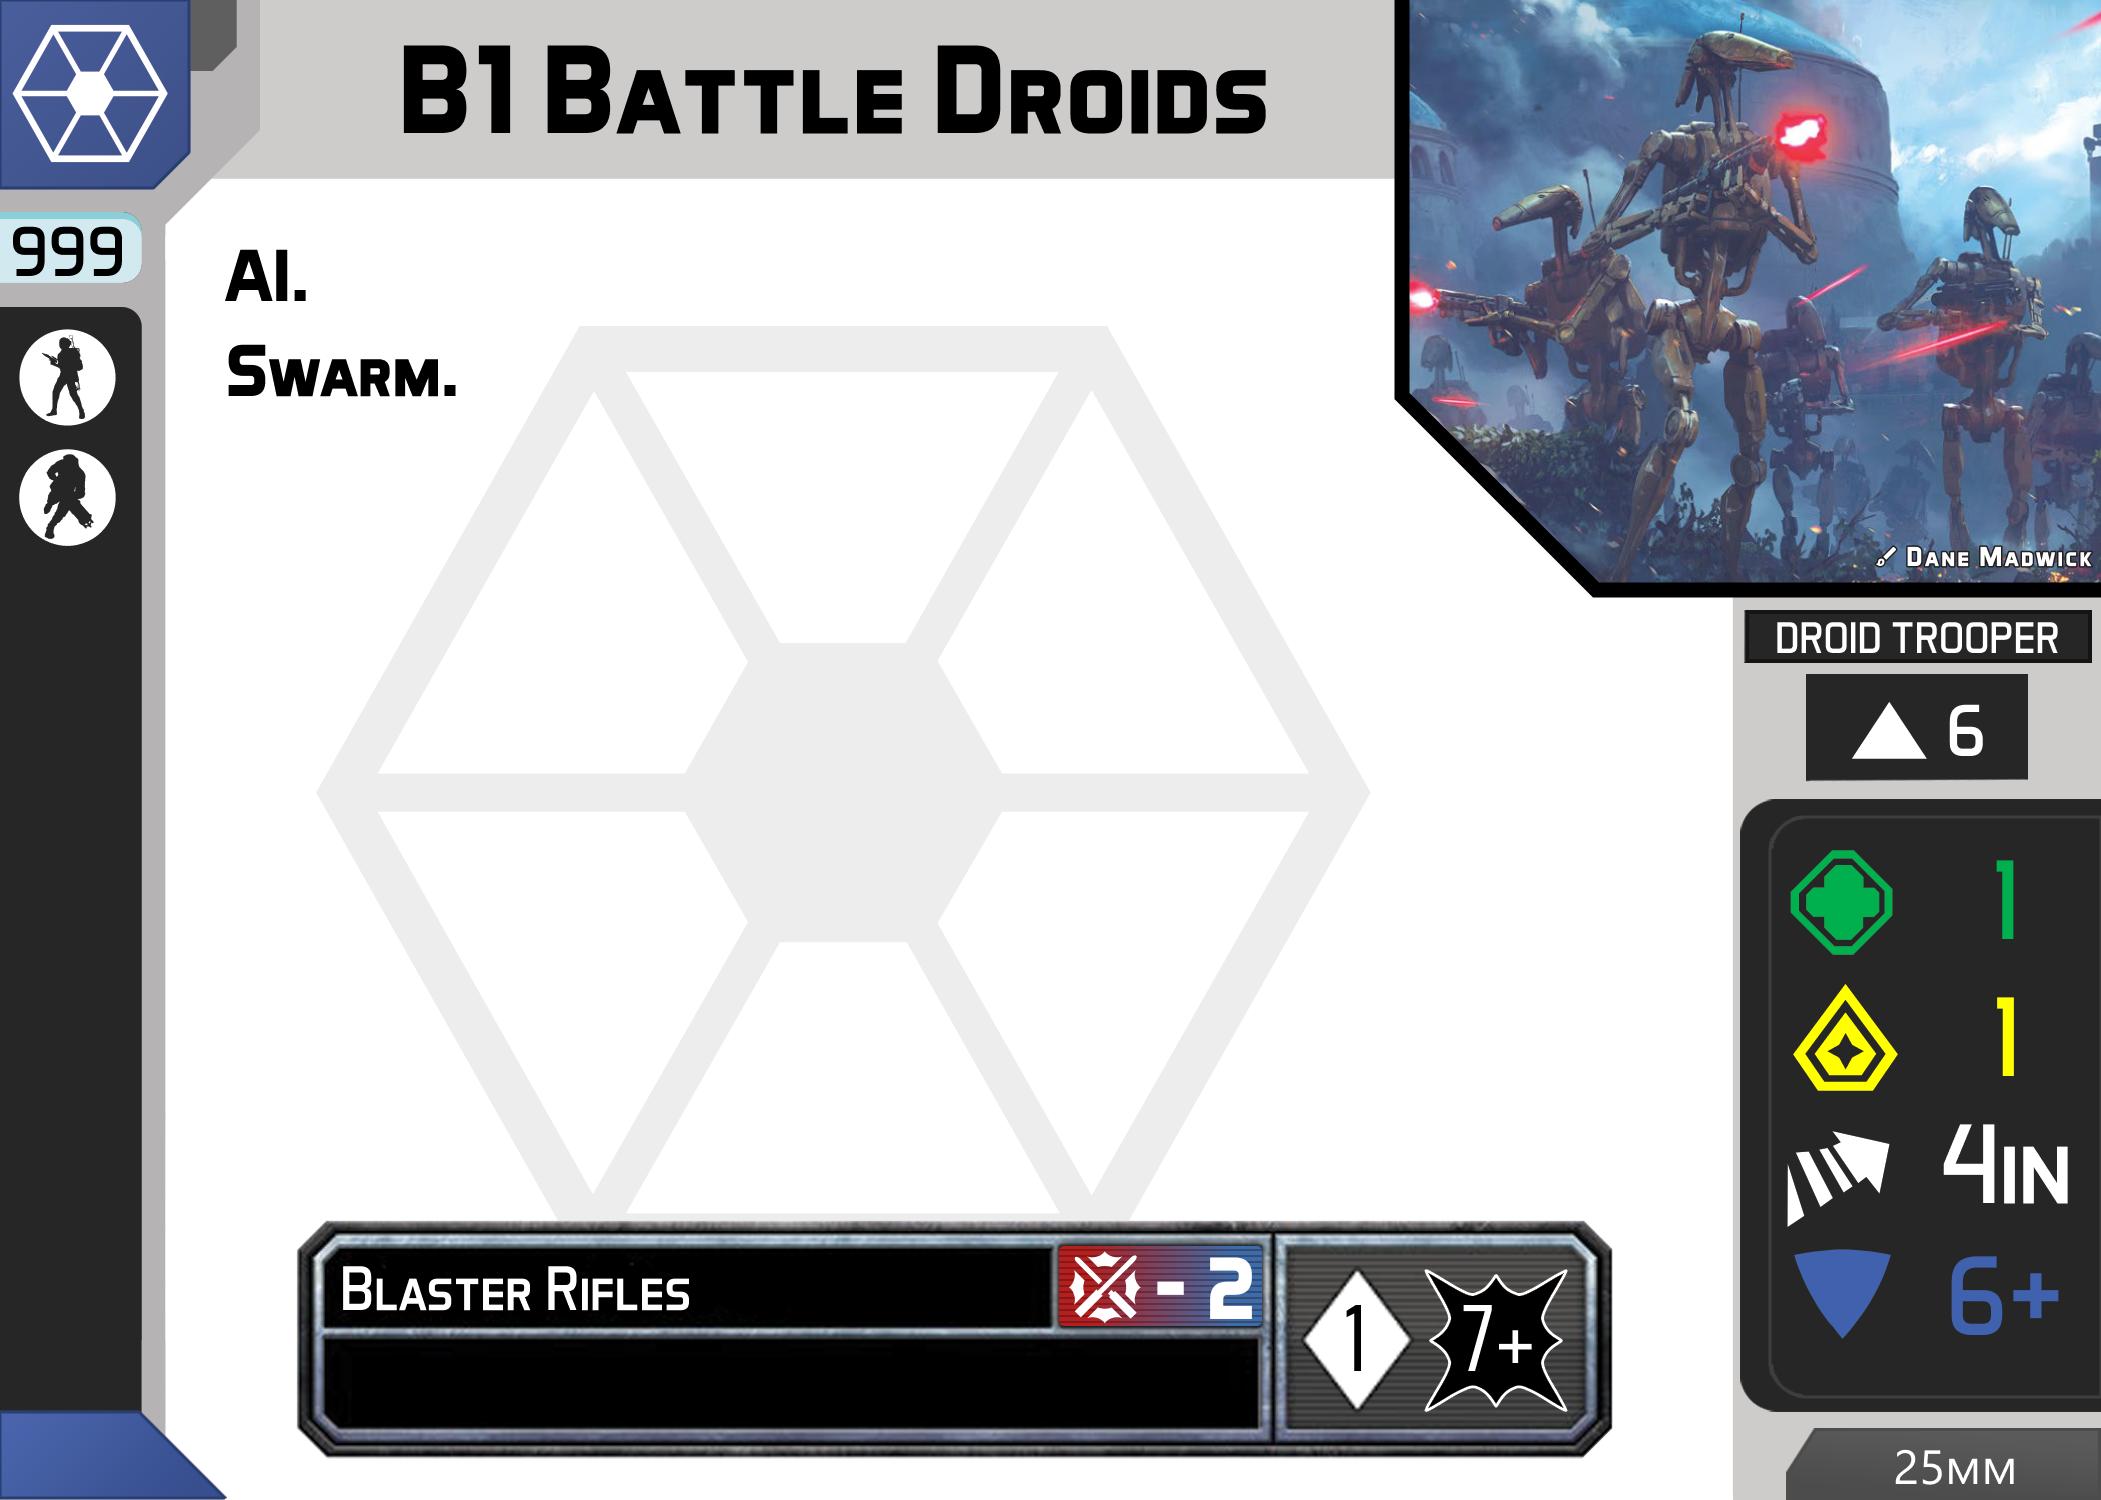 B1 Battle Droids
999
AI.
Swarm.
Dane Madwick
DROID TROOPER
6
1
1
4in
6+
Blaster Rifles
- 2
1
7+
25mm